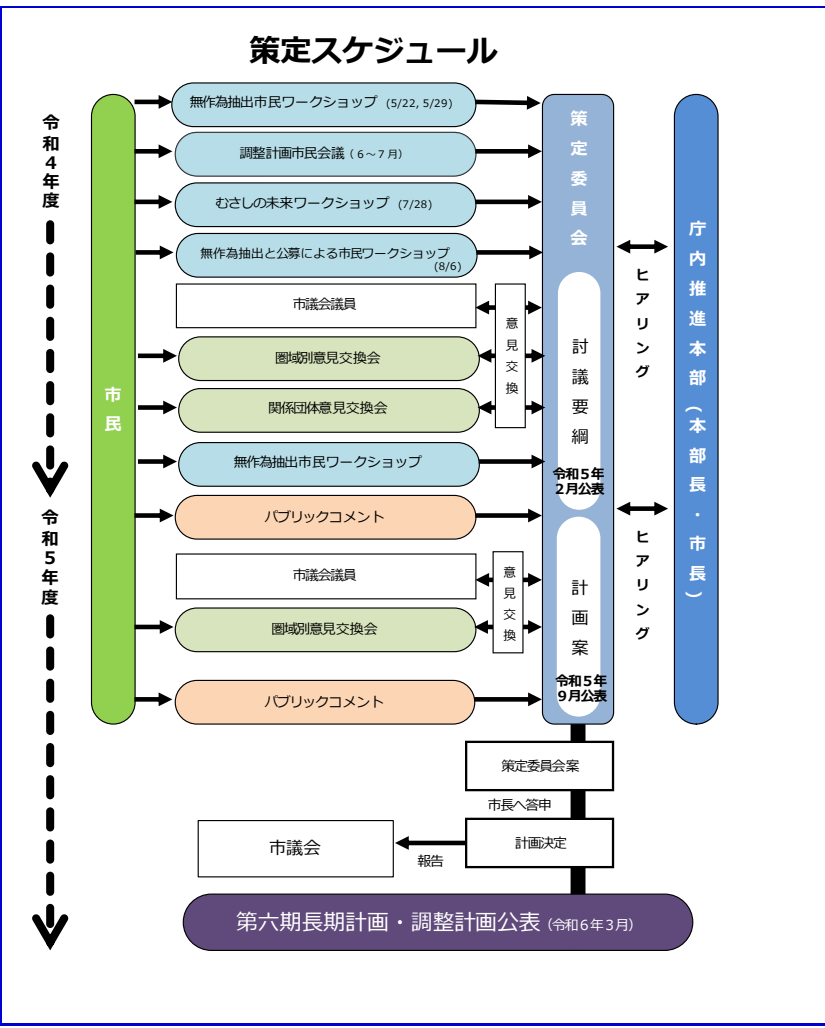 策定スケジュール
令和4年度
令和5年度
市民
無作為抽出市民ワークショップ (5/22, 5/29)
調整計画市民会議（6～7月）
むさしの未来ワークショップ (7/28)
無作為抽出と公募による市民ワークショップ
(8/6)
市議会議員
圏域別意見交換会
関係団体意見交換会
意見交換
無作為抽出市民ワークショップ
パブリックコメント
市議会議員
圏域別意見交換会
意見交換
パブリックコメント
策定委員会
討議要綱
令和5年
2月公表
計画案
令和5年
9月公表
ヒアリング
ヒアリング
庁内推進本部（本部長・市長）
策定委員会案
市長へ答申
計画決定
報告
市議会
第六期長期計画・調整計画公表（令和6年3月）